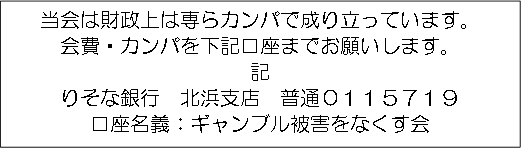 当会は財政上は専らカンパで成り立っています。
会費・カンパを下記口座までお願いします。
記
りそな銀行　北浜支店　普通０１１５７１９
口座名義：ギャンブル被害をなくす会